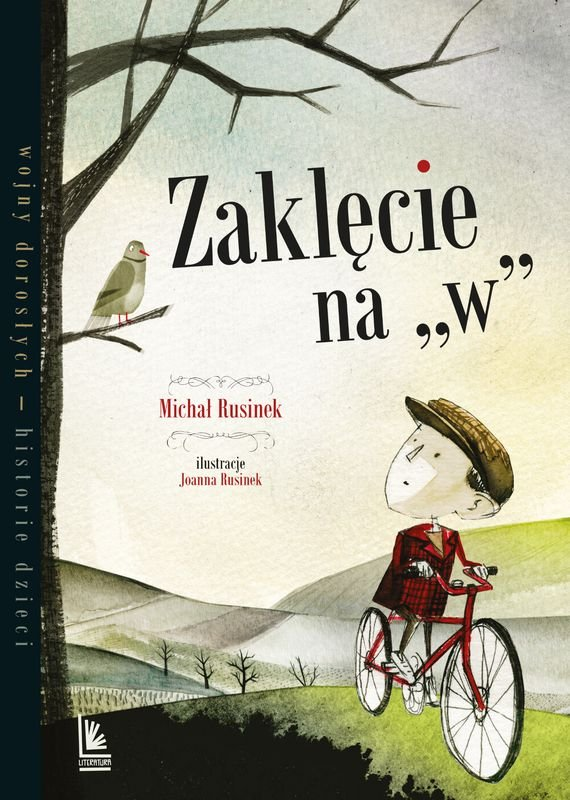 Zaklęcie
na „w”
Michał Rusinek
ilustracje
Joanna Rusinek
wojny dorosłych – historie dzieci
LITERATURA